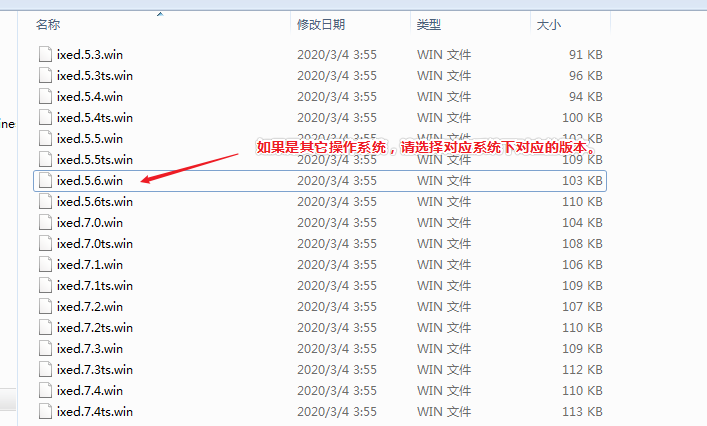 名称 修改日期 类型 大小
ixed.5.3.win 2020/3/4 3:55 WIN 文件 91 KB
ixed.5.3ts.win 2020/3/4 3:55 WIN 文件 96 KB
ixed.5.4.win 2020/3/4 3:55 WIN 文件 94 KB
ixed.5.4ts.win 2020/3/4 3:55 WIN 文件 100 KB
ine
ixed.5.5.win 2020/3/4 3:55 WIN 文件 102 KB
如果是其它操作系统，请选择对应系统下对应的版本。
ixed.5.5ts.win 2020/3/4 3:55 WIN 文件 109 KB
ixed.5.6.win 2020/3/4 3:55 WIN 文件 103 KB
ixed.5.6ts.win 2020/3/4 3:55 WIN 文件 110 KB
ixed.7.0.win 2020/3/4 3:55 WIN 文件 104 KB
ixed.7.0ts.win 2020/3/4 3:55 WIN 文件 108 KB
ixed.7.1.win 2020/3/4 3:55 WIN 文件 106 KB
ixed.7.1ts.win 2020/3/4 3:55 WIN 文件 109 KB
ixed.7.2.win 2020/3/4 3:55 WIN 文件 107 KB
ixed.7.2ts.win 2020/3/4 3:55 WIN 文件 110 KB
ixed.7.3.win 2020/3/4 3:55 WIN 文件 109 KB
ixed.7.3ts.win 2020/3/4 3:55 WIN 文件 112 KB
ixed.7.4.win 2020/3/4 3:55 WIN 文件 110 KB
ixed.7.4ts.win 2020/3/4 3:55 WIN 文件 113 KB